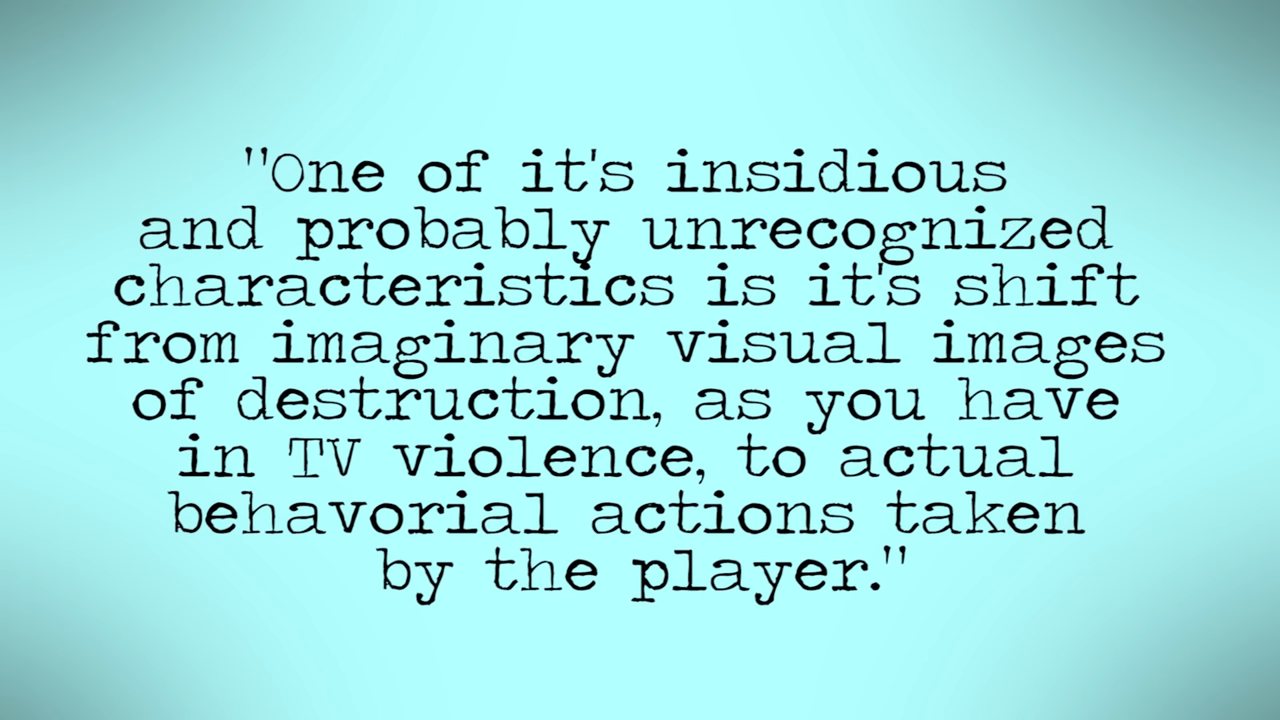 "One of it's insidious
and probably unrecognized
characteristics is it's shift
from imaginary visual images
of destruction, as you have
in TV violence, to actual
behavorial actions taken
by the player."